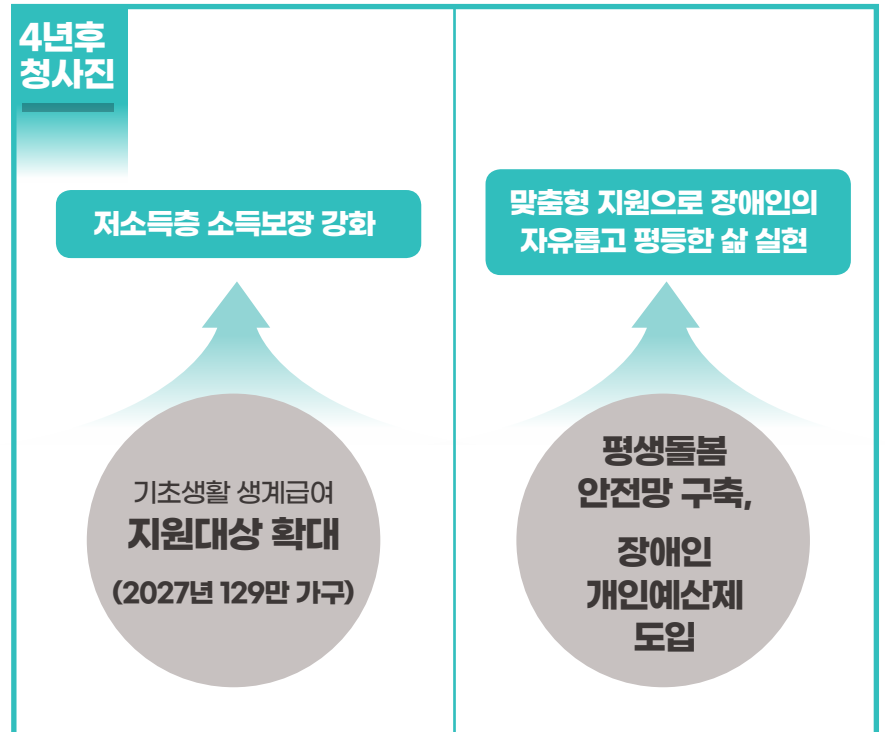 4년후
청사진
저소득층 소득보장 강화
기초생활 생계급여
지원대상 확대
(2027년 129만 가구)
맞춤형 지원으로 장애인의
자유롭고 평등한 삶 실현
평생돌봄
안전망 구축,
장애인
개인예산제
도입